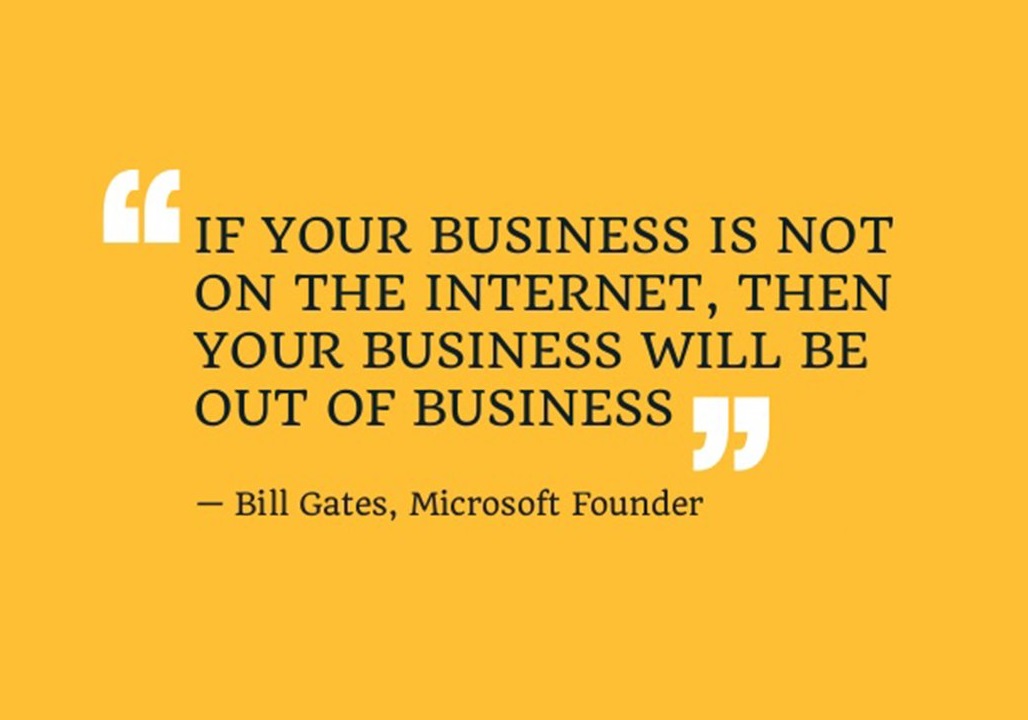 “IF YOUR BUSINESS IS NOT
ON THE INTERNET, THEN
YOUR BUSINESS WILL BE
OUT OF BUSINESS”
— Bill Gates, Microsoft Founder